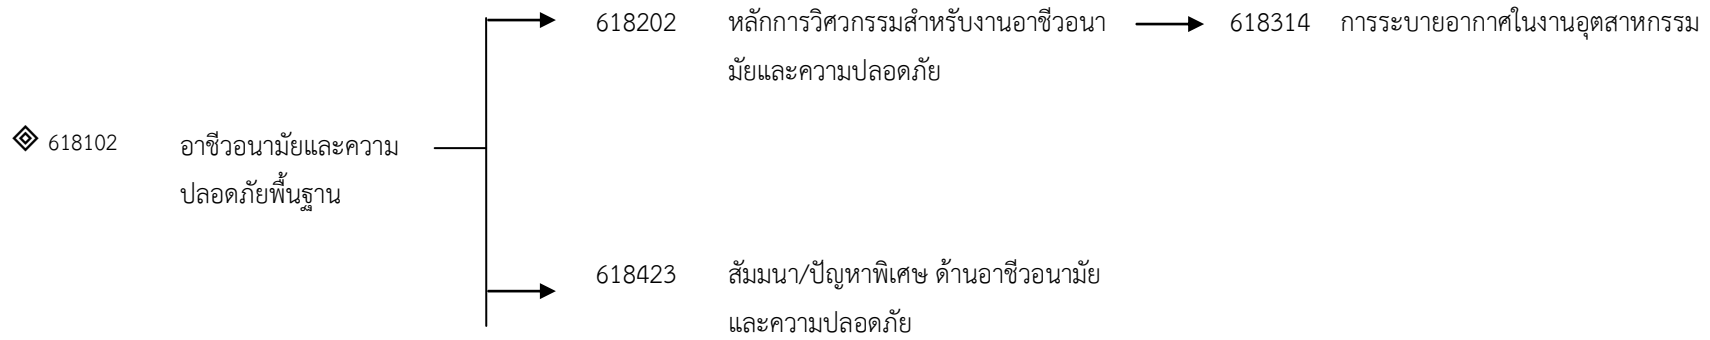 618202 หลักการวิศวกรรมสำหรับงานอาชีวอนา 618314 การระบายอากาศในงานอุตสาหกรรม
มัยและความปลอดภัย
618102 อาชีวอนามัยและความ
ปลอดภัยพื้นฐาน
618423 สัมมนา/ปัญหาพิเศษ ด้านอาชีวอนามัย
และความปลอดภัย